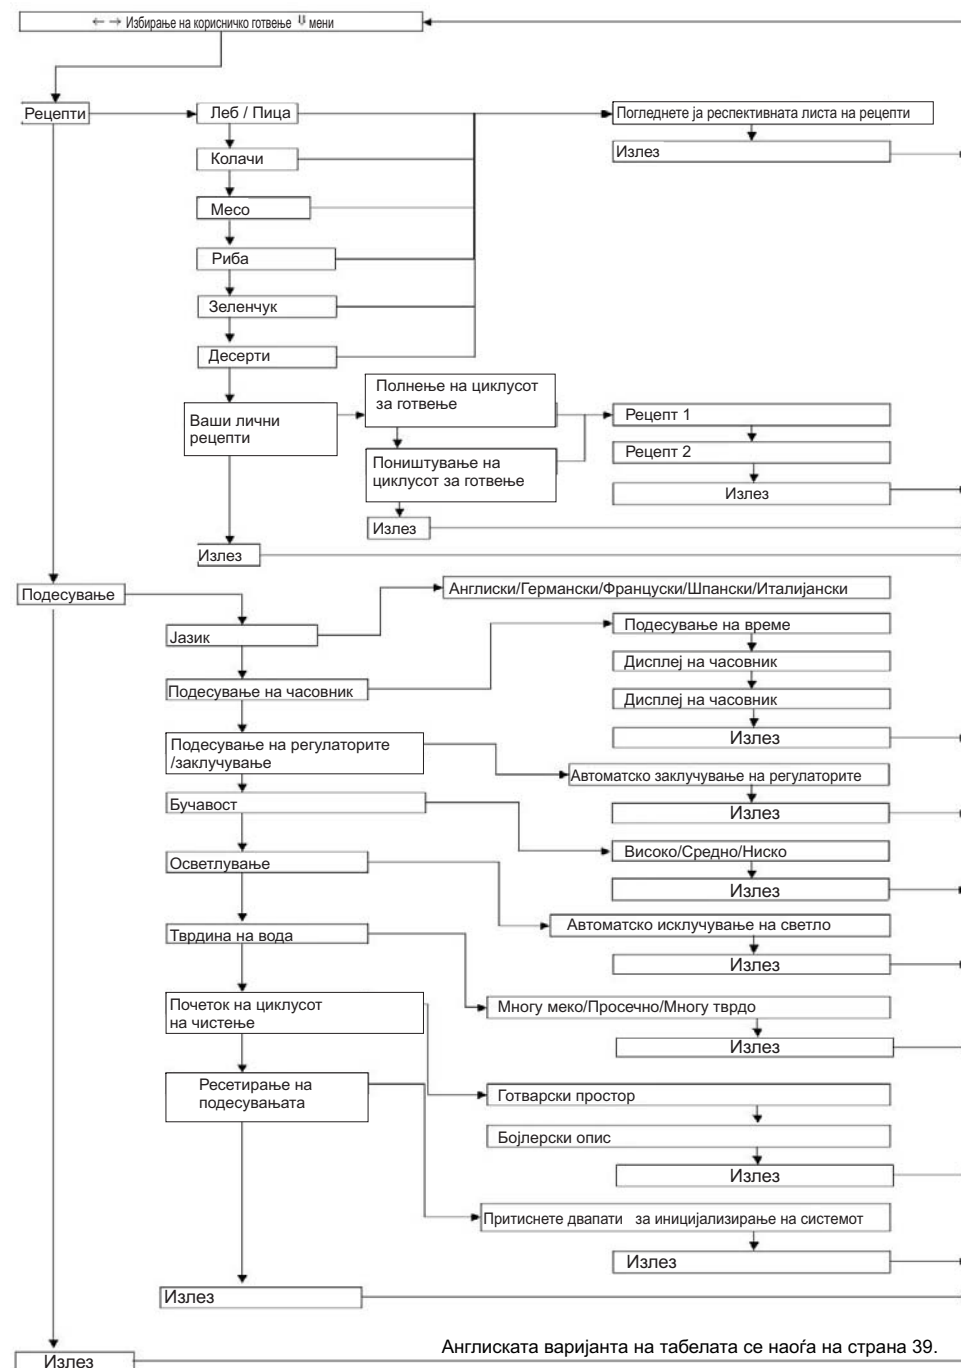 ← → Избирање на корисничко готвење ⇓ мени
Рецепти
Леб / Пица
Погледнете ја респективната листа на рецепти
Излез
Колачи
Месо
Риба
Зеленчук
Десерти
Ваши лични
рецепти
Полнење на циклусот
за готвење
Рецепт 1
Рецепт 2
Поништување на
циклусот за готвење
Излез
Излез
Излез
Подесување
Англиски/Германски/Француски/Шпански/Италијански
Јазик
Подесување на време
Дисплеј на часовник
Подесување на часовник
Дисплеј на часовник
Излез
Подесување на регулаторите
/заклучување
Автоматско заклучување на регулаторите
Излез
Бучавост
Високо/Средно/Ниско
Излез
Осветлување
Автоматско исклучување на светло
Излез
Тврдина на вода
Многу меко/Просечно/Многу тврдо
Излез
Почеток на циклусот
на чистење
Готварски простор
Бојлерски опис
Излез
Ресетирање на
подесувањата
Притиснете двапати за иницијализирање на системот
Излез
Излез
Англиската варијанта на табелата се наоѓа на страна 39.
Излез